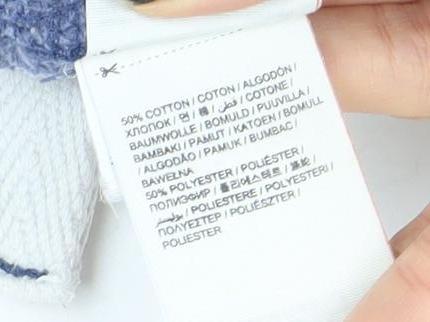 50% COTTON / COTON / ALGODÓN /
ХЛОПОК / 면 / 棉 / قطن / COTONE /
BAUMWOLLE / BOMULD / PUUVILLA /
BAMBAKI / PAMUT / KATOEN / BOMULL
/ ALGODÃO / PAMUK / BUMBAC /
BAWEŁNA
50% POLYESTER / POLIÉSTER /
ПОЛИЭФИР / 폴리에스테르 / 涤纶 /
بوليستر / POLIESTERE / POLYESTERI /
ΠΟΛΥΕΣΤΕΡ / POLIÉSZTER /
POLIESTER